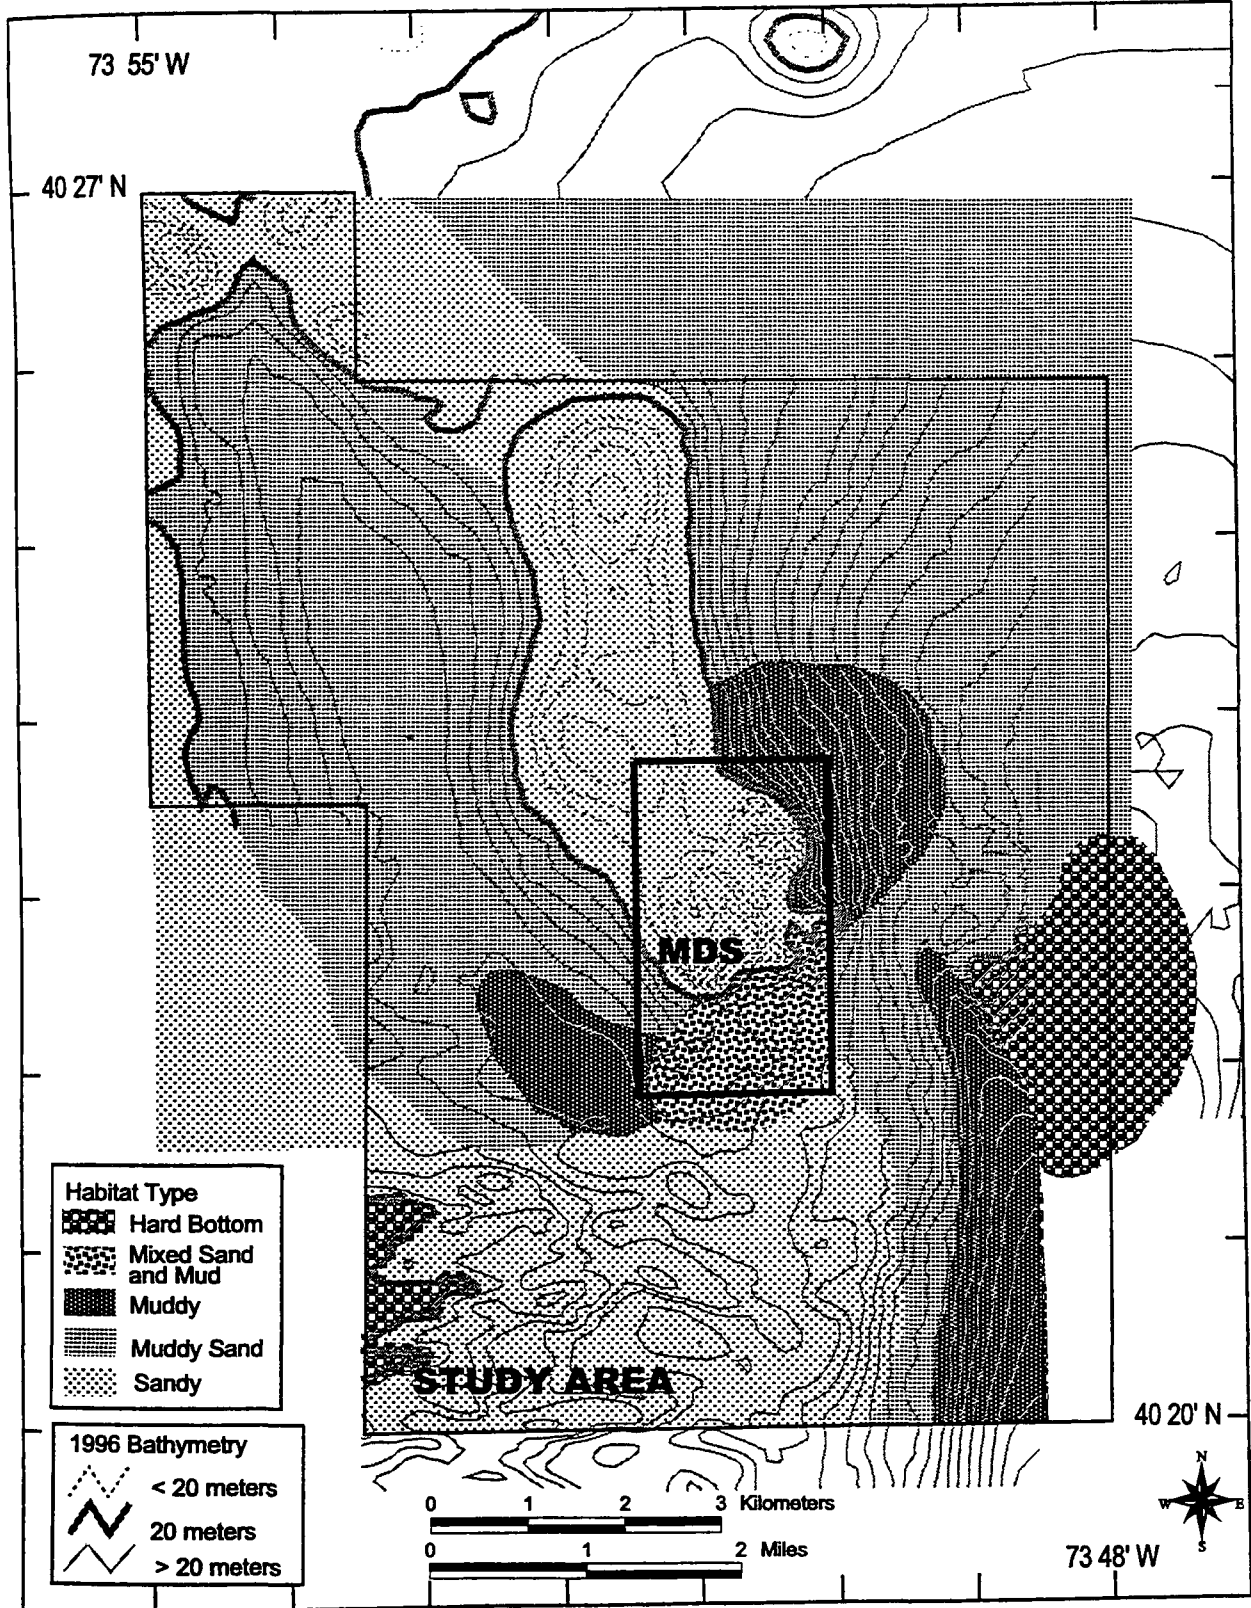 73 55' W
40 27' N
MDS
Habitat Type
Hard Bottom
Mixed Sand
and Mud
Muddy
Muddy Sand
Sandy
STUDY AREA
40 20' N
1996 Bathymetry
< 20 meters
20 meters
> 20 meters
0 1 2 3 Kilometers
0 1 2 Miles
N
W E
S
73 48' W